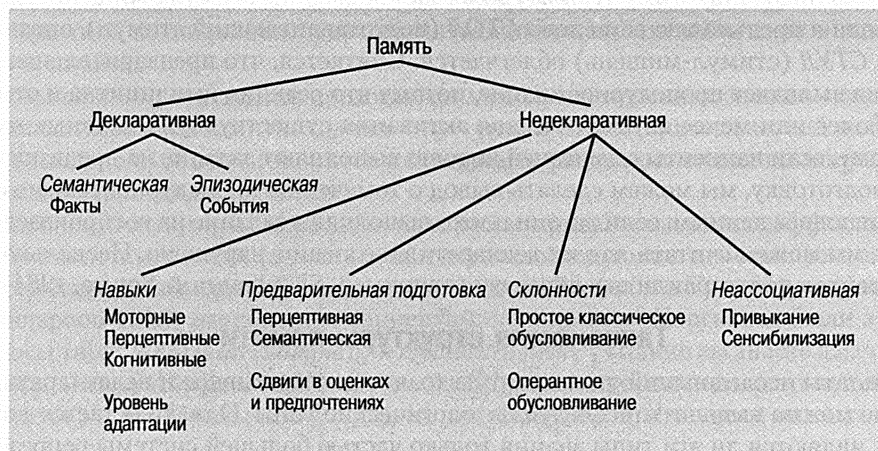 Память
Декларативная Недекларативная
Семантическая Эпизодическая
Факты События
Навыки Предварительная подготовка Склонности Неассоциативная
Моторные Перцептивная Простое классическое Привыкание
Перцептивные Семантическая обусловливание Сенсибилизация
Когнитивные
Сдвиги в оценках Оперантное
Уровень и предпочтениях обусловливание
адаптации